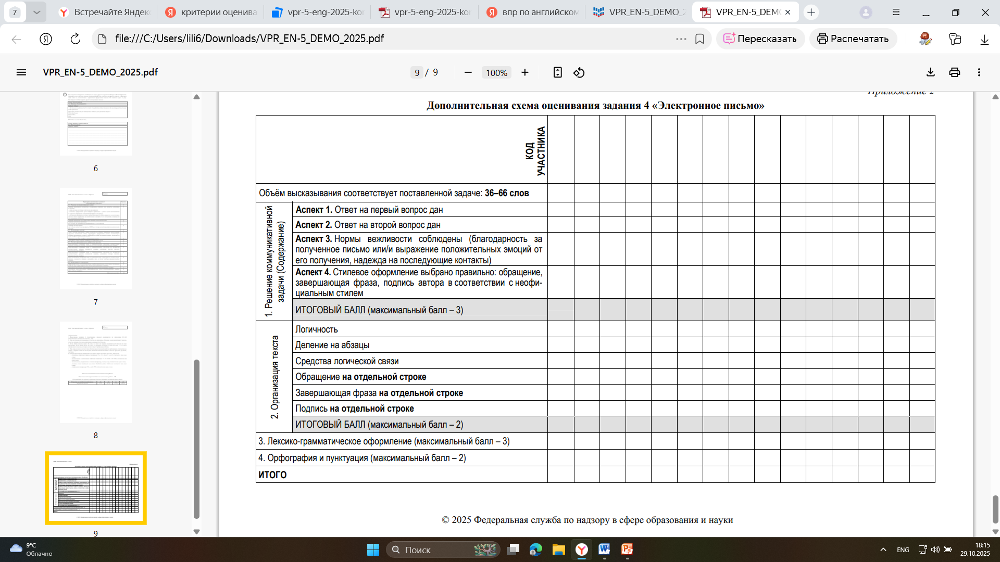 7
Встречайте Яндекс
критерии оценива
vpr-5-eng-2025-kor
vpr-5-eng-2025-kor
впр по английском
VPR_EN-5_DEMO_2
VPR_EN-5_DEM
file:///C:/Users/lili6/Downloads/VPR_EN-5_DEMO_2025.pdf
Пересказать
Распечатать
VPR_EN-5_DEMO_2025.pdf
9 / 9
100%
6
7
8
9
Приложение 2
Дополнительная схема оценивания задания 4 «Электронное письмо»
КОД
УЧАСТНИКА
Объём высказывания соответствует поставленной задаче: 36–66 слов
1. Решение коммуникативной
задачи (Содержание)
Аспект 1. Ответ на первый вопрос дан
Аспект 2. Ответ на второй вопрос дан
Аспект 3. Нормы вежливости соблюдены (благодарность за
полученное письмо или/и выражение положительных эмоций от
его получения, надежда на последующие контакты)
Аспект 4. Стилевое оформление выбрано правильно: обращение,
завершающая фраза, подпись автора в соответствии с неофи-
циальным стилем
ИТОГОВЫЙ БАЛЛ (максимальный балл – 3)
2. Организация текста
Логичность
Деление на абзацы
Средства логической связи
Обращение на отдельной строке
Завершающая фраза на отдельной строке
Подпись на отдельной строке
ИТОГОВЫЙ БАЛЛ (максимальный балл – 2)
3. Лексико-грамматическое оформление (максимальный балл – 3)
4. Орфография и пунктуация (максимальный балл – 2)
ИТОГО
© 2025 Федеральная служба по надзору в сфере образования и науки
9°C
Облачно
Поиск
ENG
18:15
29.10.2025